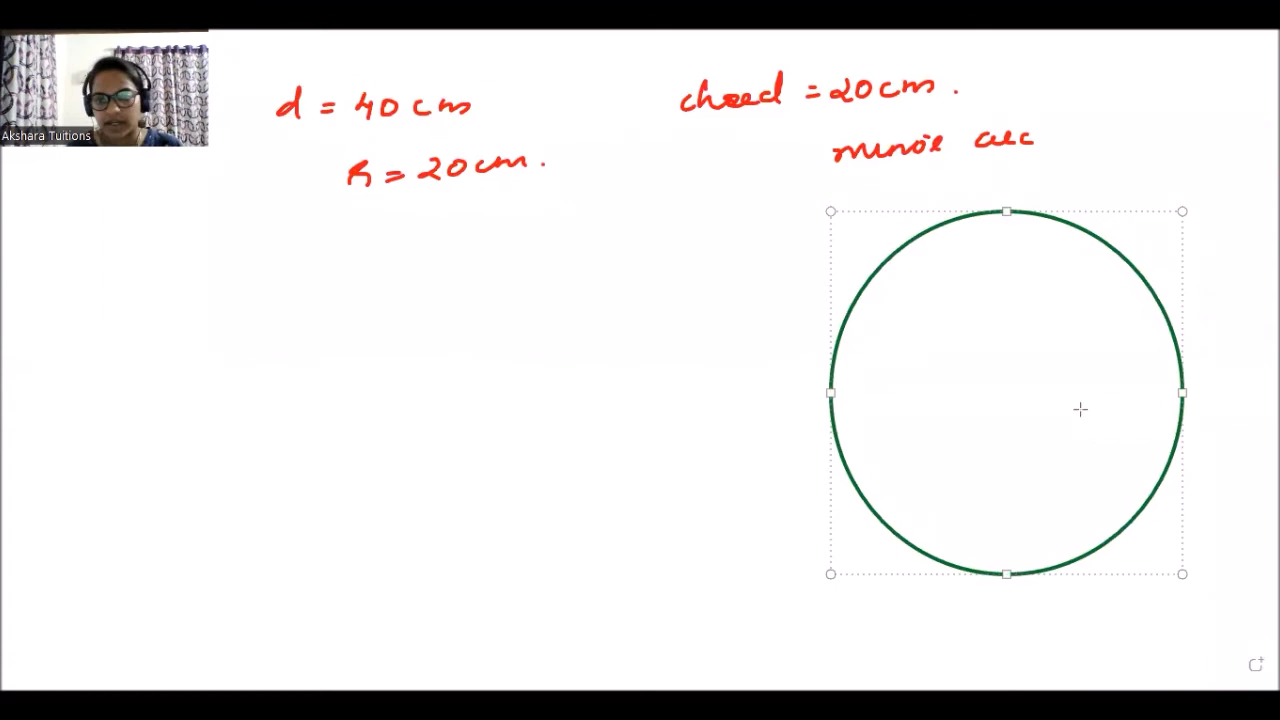 d = 40 cm
r = 20 cm.
chord = 20 cm.
minor arc
Akshara Tuitions